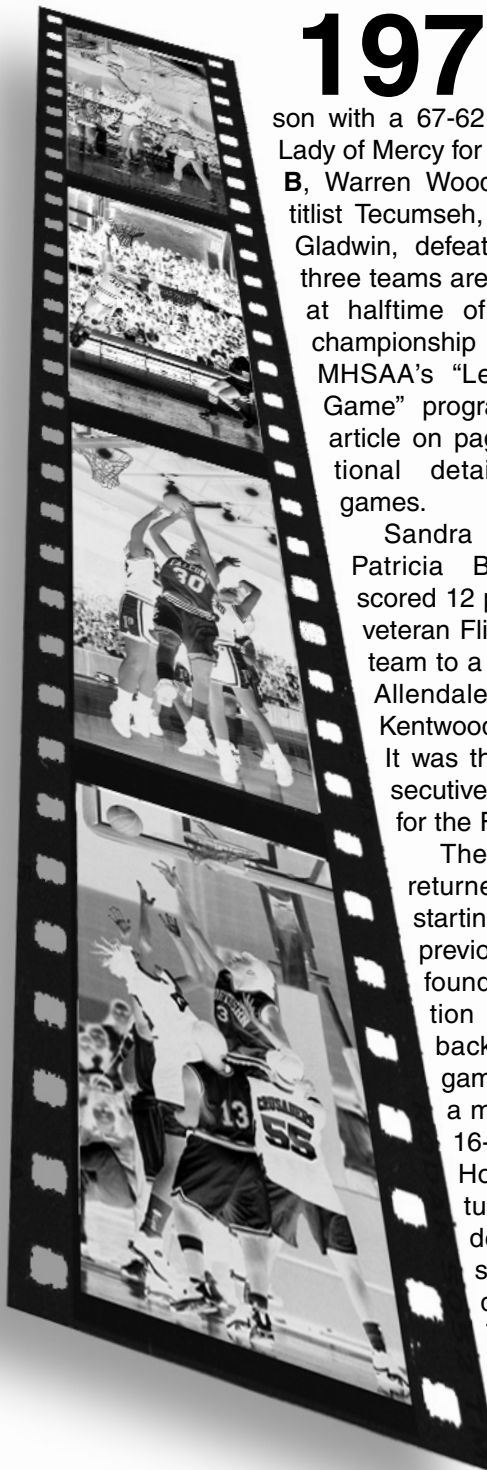 197
son with a 67-62
Lady of Mercy for
B, Warren Wood
titlist Tecumseh,
Gladwin, defeat
three teams are
at halftime of
championship
MHSAA's “Le
Game” progra
article on pag
tional detai
games.
Sandra
Patricia B
scored 12 p
veteran Fli
team to a
Allendale
Kentwood
It was th
secutive
for the F
The
returne
startin
previo
found
tion
back
gam
a m
16-
Ho
tu
de
s
FALCONS
30
3
13
CRUSADERS
55